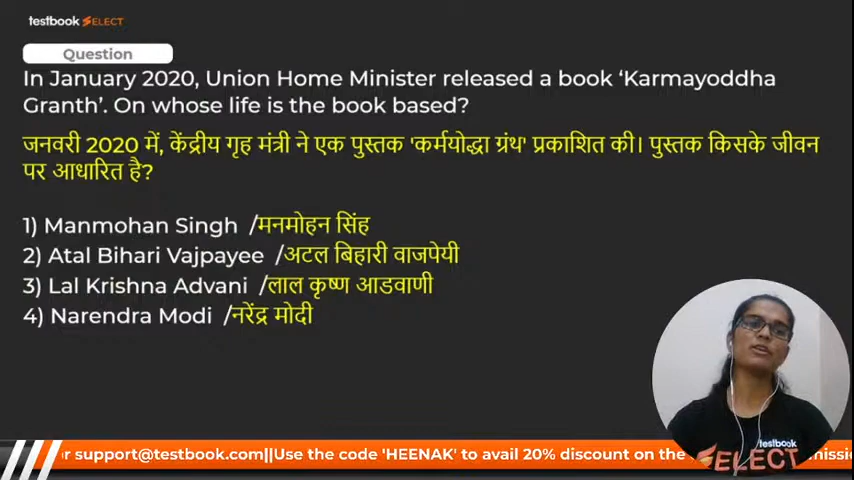 testbook SELECT
Question
In January 2020, Union Home Minister released a book ‘Karmayoddha
Granth’. On whose life is the book based?
जनवरी 2020 में, केंद्रीय गृह मंत्री ने एक पुस्तक 'कर्मयोद्धा ग्रंथ' प्रकाशित की। पुस्तक किसके जीवन
पर आधारित है?
1) Manmohan Singh /मनमोहन सिंह
2) Atal Bihari Vajpayee /अटल बिहारी वाजपेयी
3) Lal Krishna Advani /लाल कृष्ण आडवाणी
4) Narendra Modi /नरेंद्र मोदी
testbook
SELECT
support@testbook.com||Use the code 'HEENAK' to avail 20% discount on the